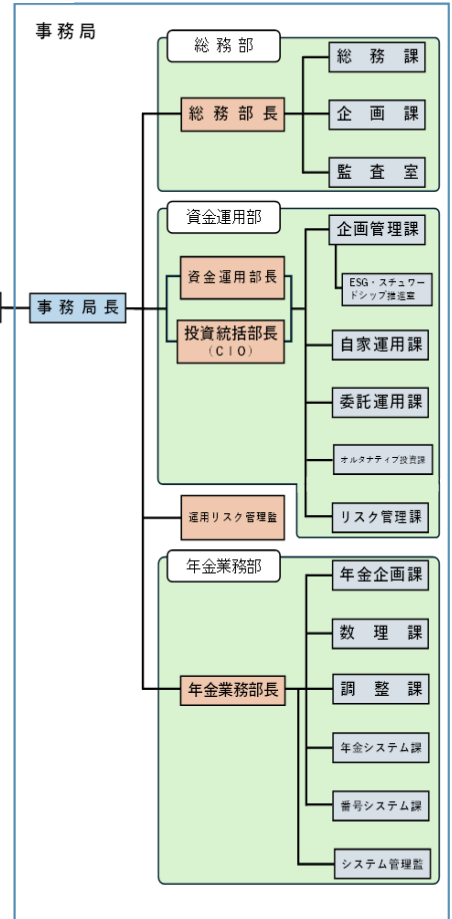 事務局
総務部
総務課
総務部長
企画課
監査室
資金運用部
企画管理課
資金運用部長
ESG・スチュワー
ドシップ推進室
事務局長
投資統括部長
(CIO)
自家運用課
委託運用課
オルタナティブ投資課
運用リスク管理監
リスク管理課
年金業務部
年金企画課
数理課
年金業務部長
調整課
年金システム課
番号システム課
システム管理監